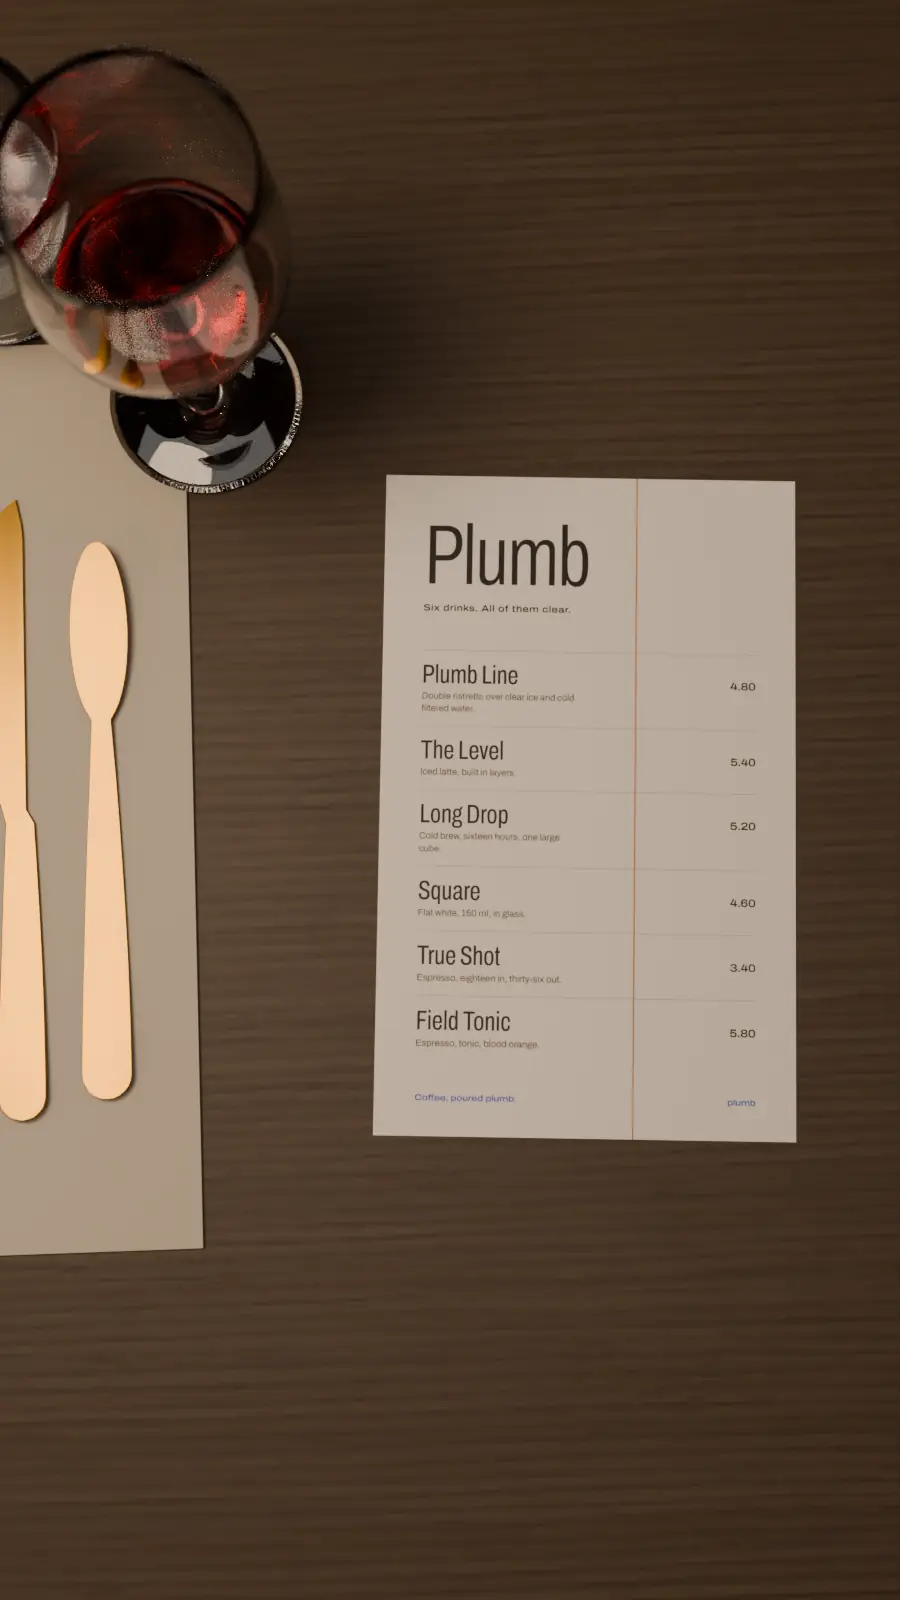 Plumb
Six drinks. All of them clear.
Plumb Line
4.80
Double ristretto over clear ice and cold
filtered water.
The Level
5.40
Iced latte, built in layers.
Long Drop
5.20
Cold brew, sixteen hours, one large
cube.
Square
4.60
Flat white, 160 ml, in glass.
True Shot
3.40
Espresso, eighteen in, thirty-six out.
Field Tonic
5.80
Espresso, tonic, blood orange.
Coffee, poured plumb.
plumb